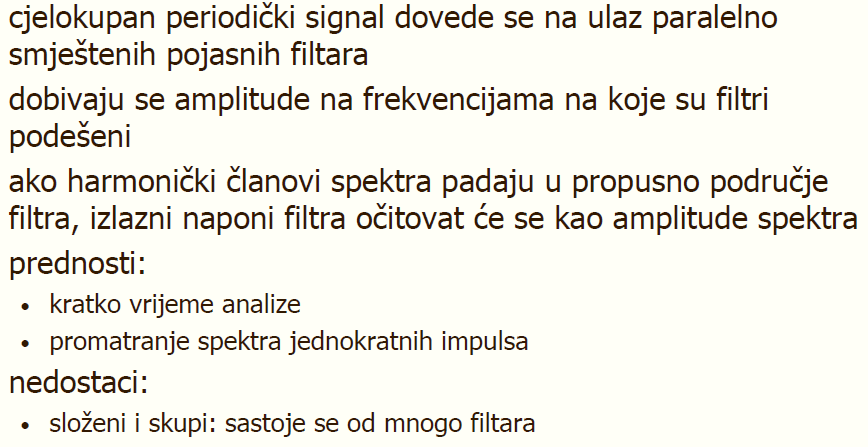 cjelokupan periodički signal dovede se na ulaz paralelno
smještenih pojasnih filtara
dobivaju se amplitude na frekvencijama na koje su filtri
podešeni
ako harmonički članovi spektra padaju u propusno područje
filtra, izlazni naponi filtra očitovat će se kao amplitude spektra
prednosti:
• kratko vrijeme analize
• promatranje spektra jednokratnih impulsa
nedostaci:
• složeni i skupi: sastoje se od mnogo filtara